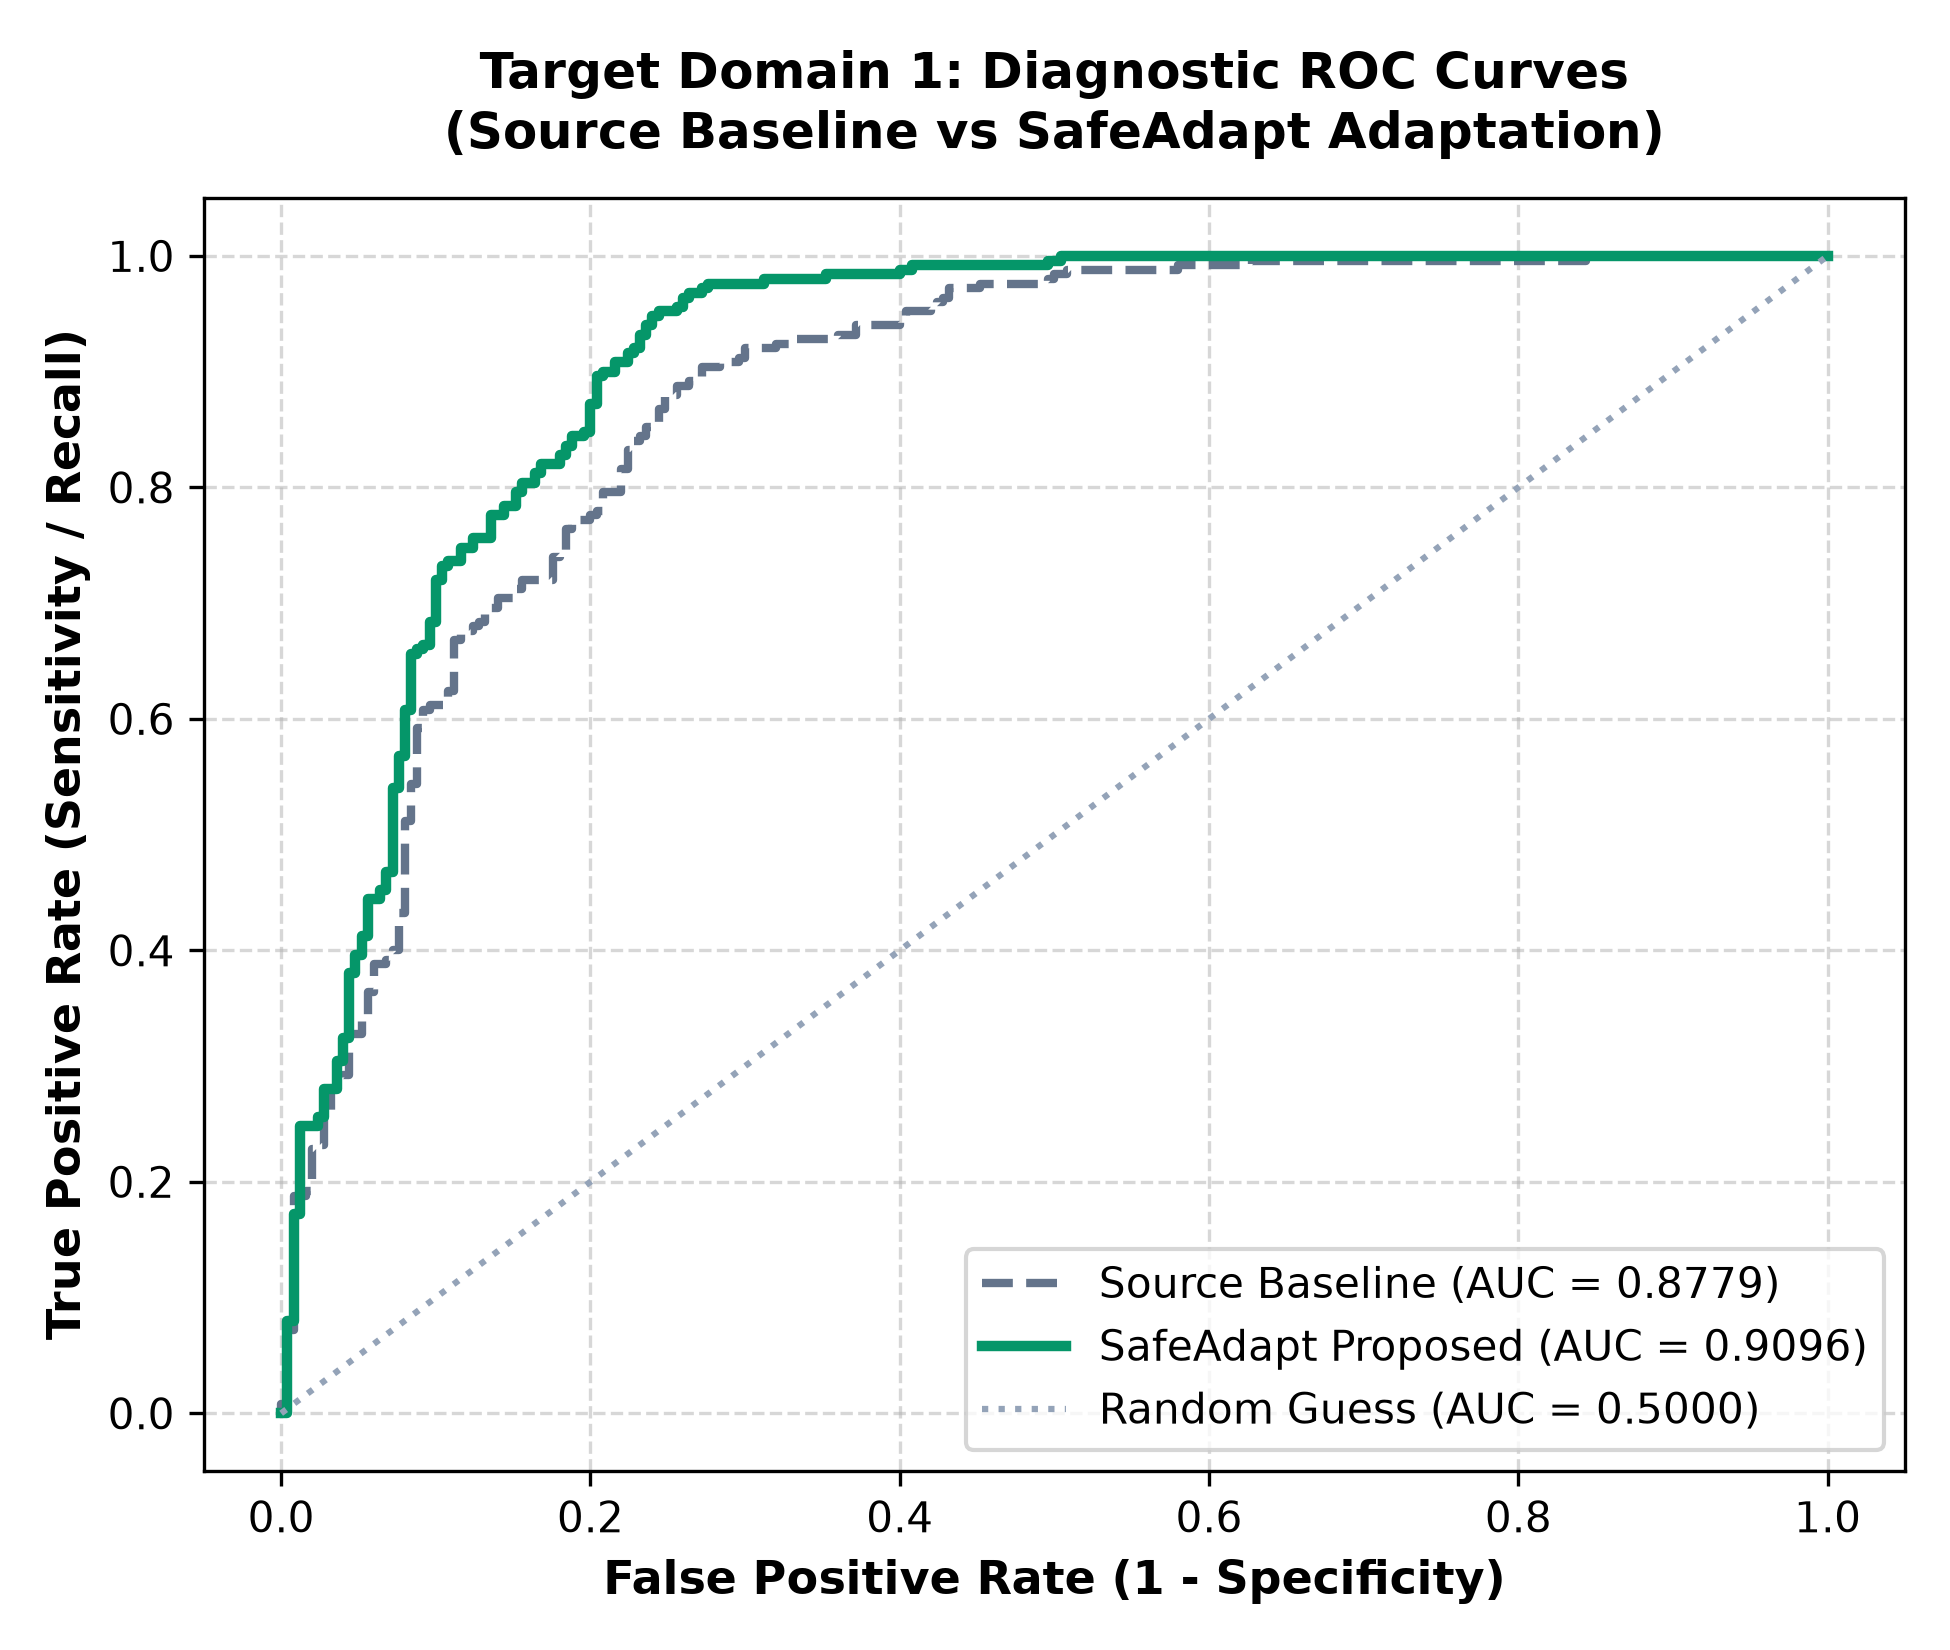 Target Domain 1: Diagnostic ROC Curves
(Source Baseline vs SafeAdapt Adaptation)
True Positive Rate (Sensitivity / Recall)
1.0
0.8
0.6
0.4
0.2
0.0
Source Baseline (AUC = 0.8779)
SafeAdapt Proposed (AUC = 0.9096)
Random Guess (AUC = 0.5000)
0.0 0.2 0.4 0.6 0.8 1.0
False Positive Rate (1 - Specificity)